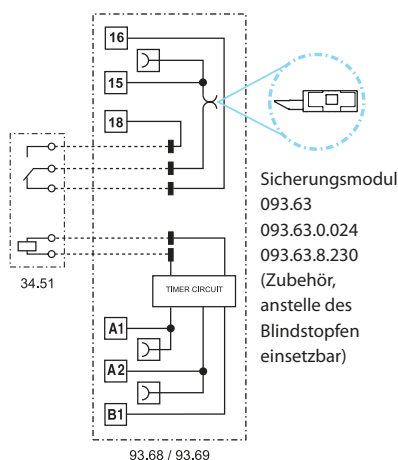 16
15
18
34.51
TIMER CIRCUIT
A1
A2
B1
93.68 / 93.69
Sicherungsmodul
093.63
093.63.0.024
093.63.8.230
(Zubehör,
anstelle des
Blindstopfen
einsetzbar)